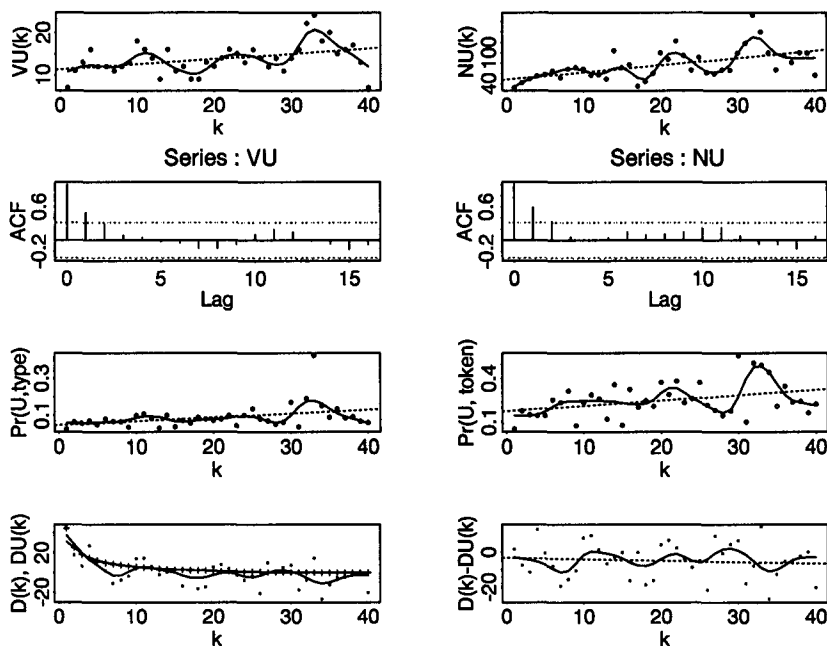 VU(k)
20
10
0 10 20 30 40
k
NU(k)
100
40
0 10 20 30 40
k
Series : VU
ACF
0.6
-0.2
0 5 10 15
Lag
Series : NU
ACF
0.6
-0.2
0 5 10 15
Lag
Pr(U,type)
0.3
0.1
0 10 20 30 40
k
Pr(U, token)
0.4
0.1
0 10 20 30 40
k
D(k), DU(k)
20
-20
0 10 20 30 40
k
D(k)-DU(k)
0
-20
0 10 20 30 40
k